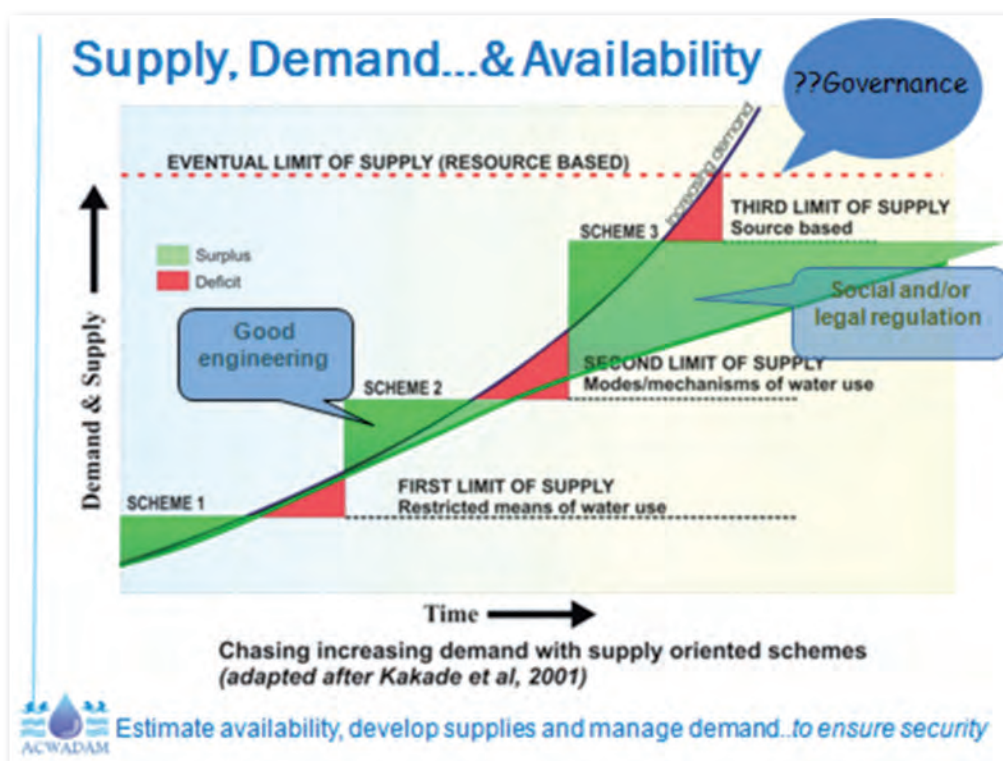 Supply, Demand...& Availability
??Governance
Increasing demand
EVENTUAL LIMIT OF SUPPLY (RESOURCE BASED)
THIRD LIMIT OF SUPPLY
Source based
SCHEME 3
Surplus
Deficit
Social and/or
legal regulation
Good
engineering
SECOND LIMIT OF SUPPLY
Modes/mechanisms of water use
SCHEME 2
FIRST LIMIT OF SUPPLY
Restricted means of water use
SCHEME 1
Demand & Supply
Time
Chasing increasing demand with supply oriented schemes
(adapted after Kakade et al, 2001)
ACWADAM
Estimate availability, develop supplies and manage demand..to ensure security